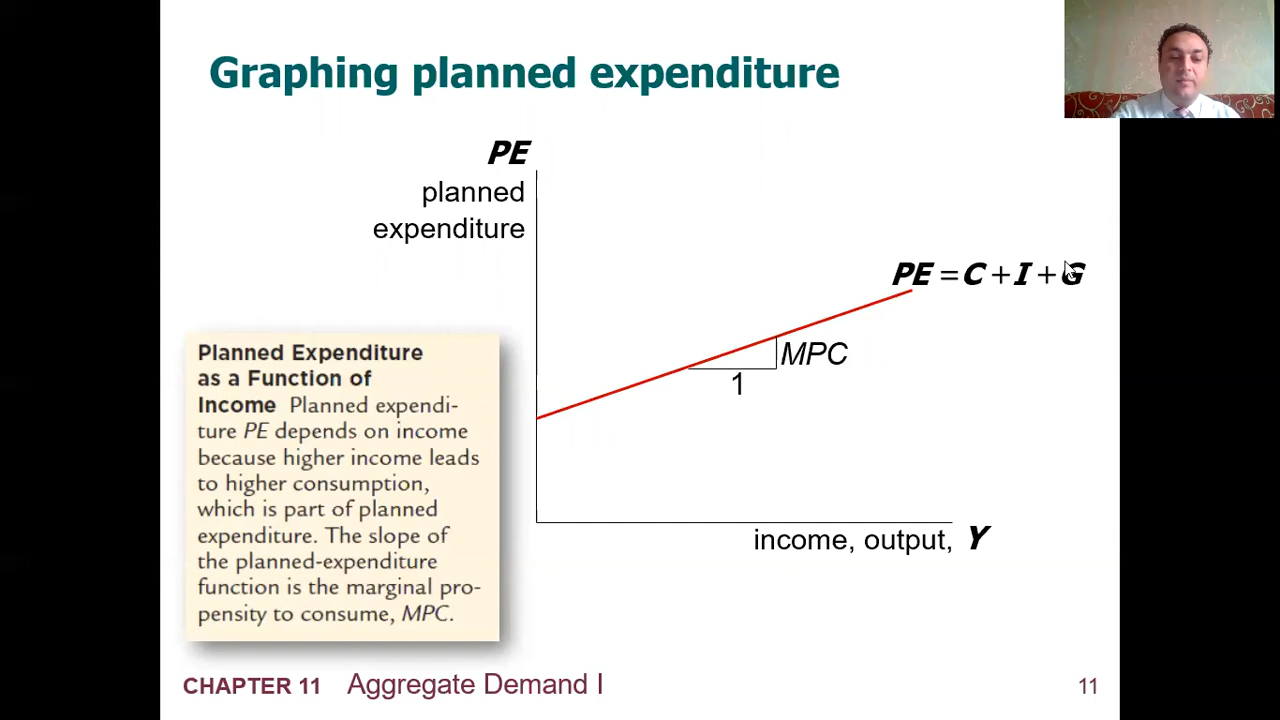 Graphing planned expenditure
PE
planned
expenditure
PE = C + I + G
MPC
1
Planned Expenditure
as a Function of
Income Planned expendi-
ture PE depends on income
because higher income leads
to higher consumption,
which is part of planned
expenditure. The slope of
the planned-expenditure
function is the marginal pro-
pensity to consume, MPC.
income, output, Y
CHAPTER 11 Aggregate Demand I
11